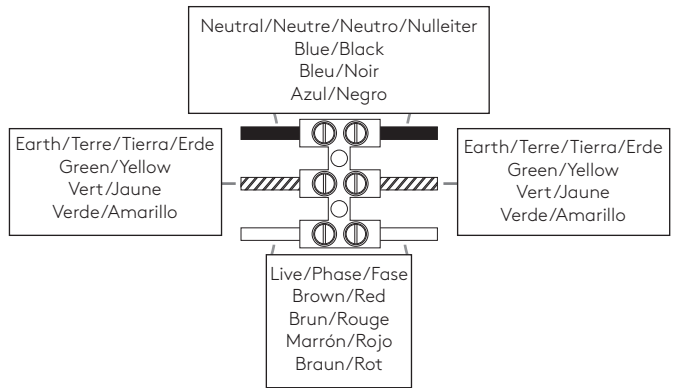 Neutral/Neutre/Neutro/Nulleiter
Blue/Black
Bleu/Noir
Azul/Negro
Earth/Terre/Tierra/Erde
Green/Yellow
Vert/Jaune
Verde/Amarillo
Earth/Terre/Tierra/Erde
Green/Yellow
Vert/Jaune
Verde/Amarillo
Live/Phase/Fase
Brown/Red
Brun/Rouge
Marrón/Rojo
Braun/Rot